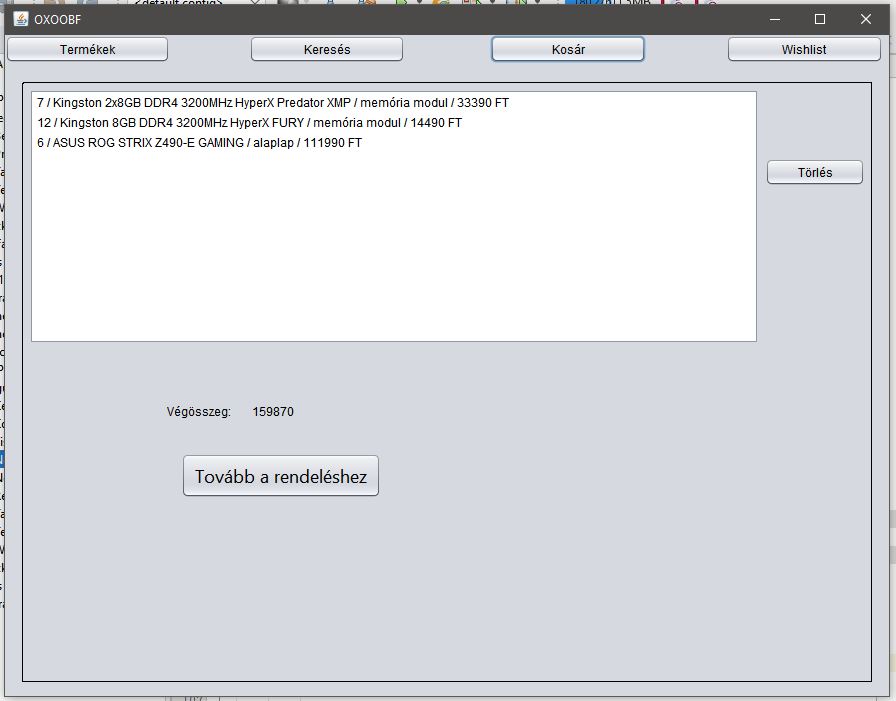 <default config>
OXOOBF
Termékek
Keresés
Kosár
Wishlist
7 / Kingston 2x8GB DDR4 3200MHz HyperX Predator XMP / memória modul / 33390 FT
12 / Kingston 8GB DDR4 3200MHz HyperX FURY / memória modul / 14490 FT
6 / ASUS ROG STRIX Z490-E GAMING / alaplap / 111990 FT
Törlés
Végösszeg: 159870
Tovább a rendeléshez